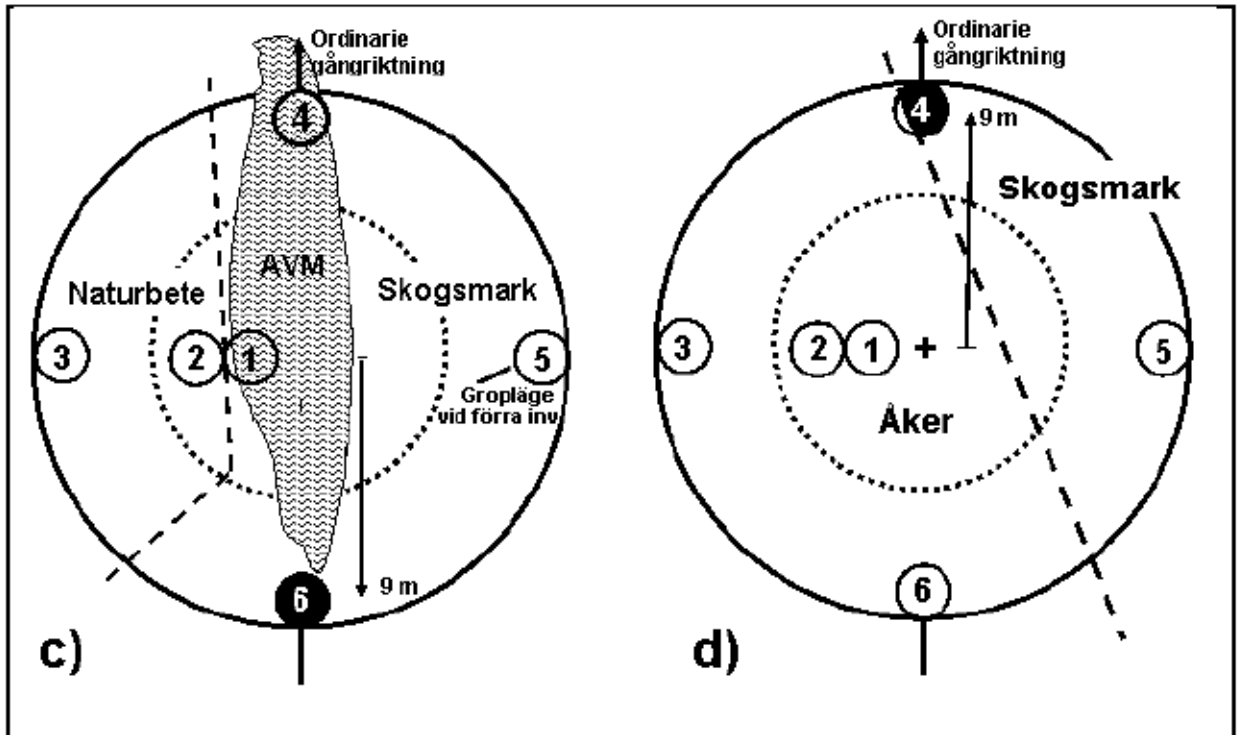 Ordinarie
gångriktning
4
AVM
Naturbete
Skogsmark
3
2
1
5
Gropläge
vid förra inv
6
9 m
c)
Ordinarie
gångriktning
4
9 m
Skogsmark
3
2
1
+
5
Åker
6
d)